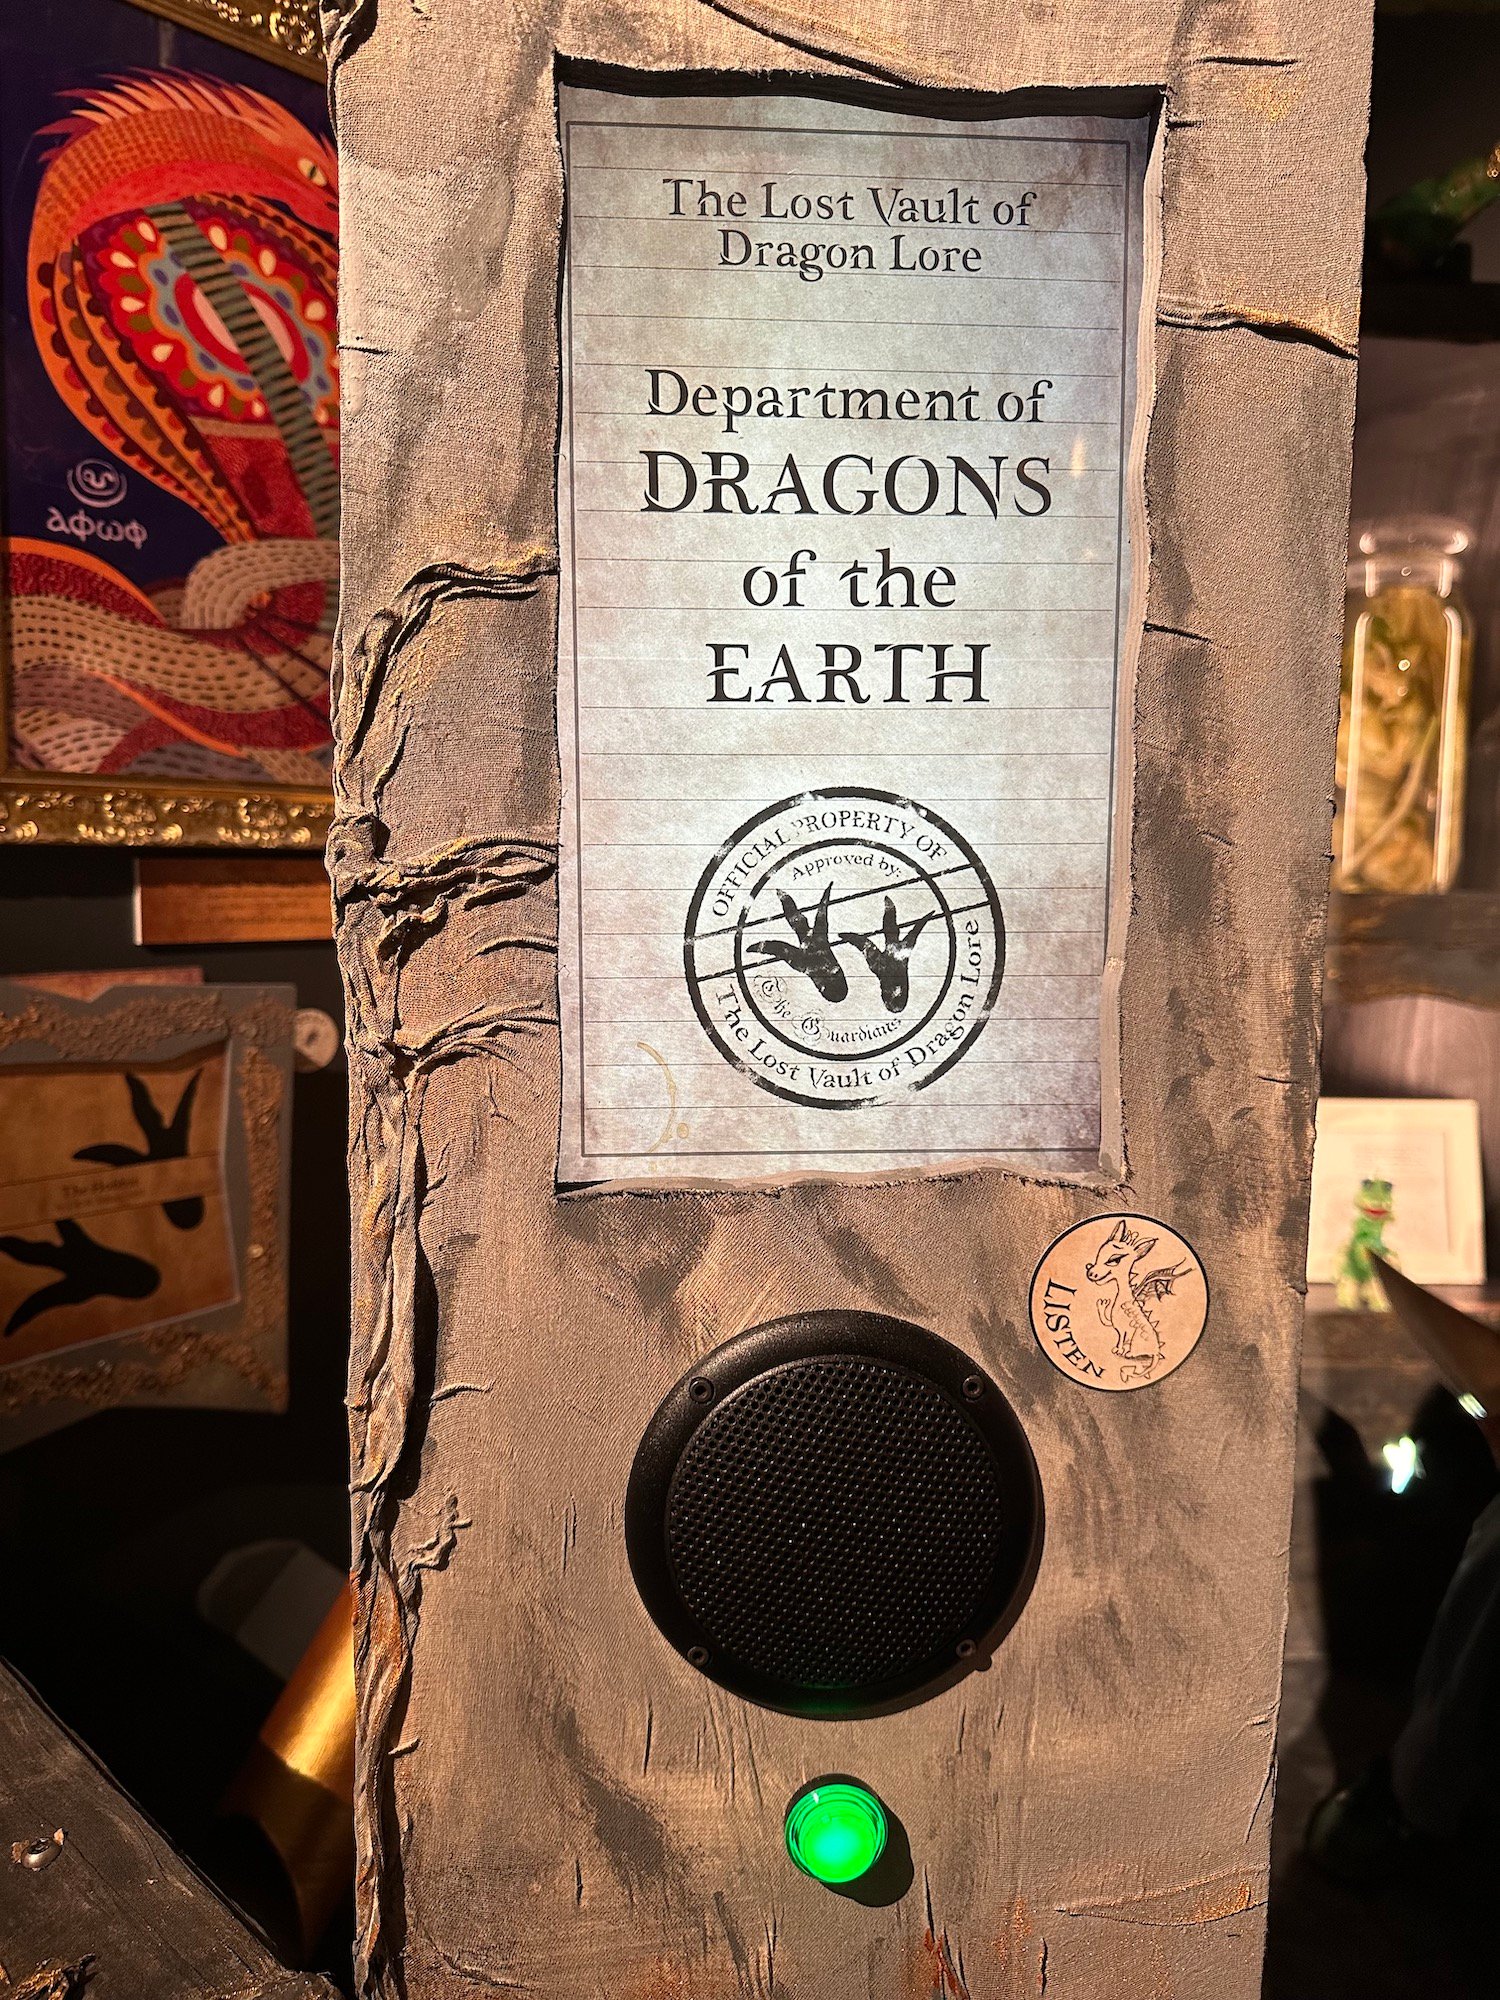 The Lost Vault of
Dragon Lore
Department of
DRAGONS
of the
EARTH
OFFICIAL PROPERTY OF
Approved by:
The Guardians
The Lost Vault of Dragon Lore
LISTEN
аφωφ